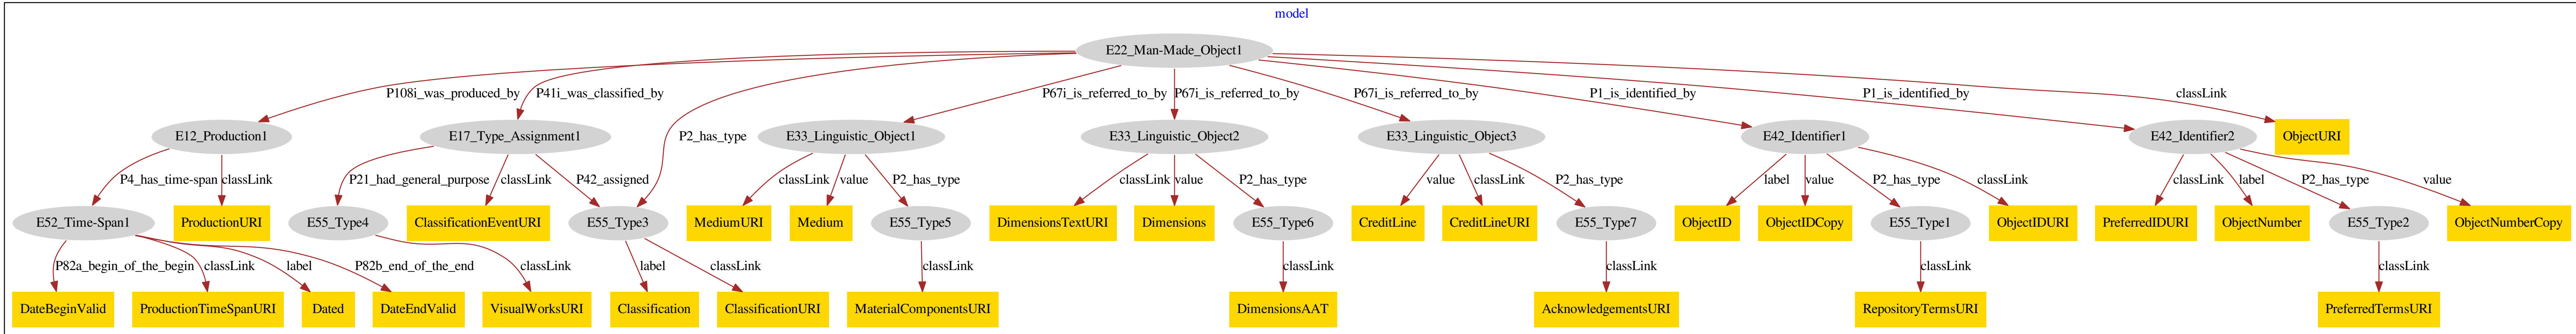 model
E22_Man-Made_Object1
P108i_was_produced_by
P41i_was_classified_by
P67i_is_referred_to_by
P67i_is_referred_to_by
P67i_is_referred_to_by
P1_is_identified_by
P1_is_identified_by
classLink
E12_Production1
E17_Type_Assignment1
P2_has_type
E33_Linguistic_Object1
E33_Linguistic_Object2
E33_Linguistic_Object3
E42_Identifier1
E42_Identifier2
ObjectURI
P4_has_time-span
classLink
P21_had_general_purpose
classLink
P42_assigned
classLink
value
P2_has_type
classLink
value
P2_has_type
value
classLink
P2_has_type
label
value
P2_has_type
classLink
classLink
label
P2_has_type
value
E52_Time-Span1
ProductionURI
E55_Type4
ClassificationEventURI
E55_Type3
MediumURI
Medium
E55_Type5
DimensionsTextURI
Dimensions
E55_Type6
CreditLine
CreditLineURI
E55_Type7
ObjectID
ObjectIDCopy
E55_Type1
ObjectIDURI
PreferredIDURI
ObjectNumber
E55_Type2
ObjectNumberCopy
P82a_begin_of_the_begin
classLink
label
P82b_end_of_the_end
classLink
label
classLink
classLink
classLink
classLink
classLink
classLink
DateBeginValid
ProductionTimeSpanURI
Dated
DateEndValid
VisualWorksURI
Classification
ClassificationURI
MaterialComponentsURI
DimensionsAAT
AcknowledgementsURI
RepositoryTermsURI
PreferredTermsURI